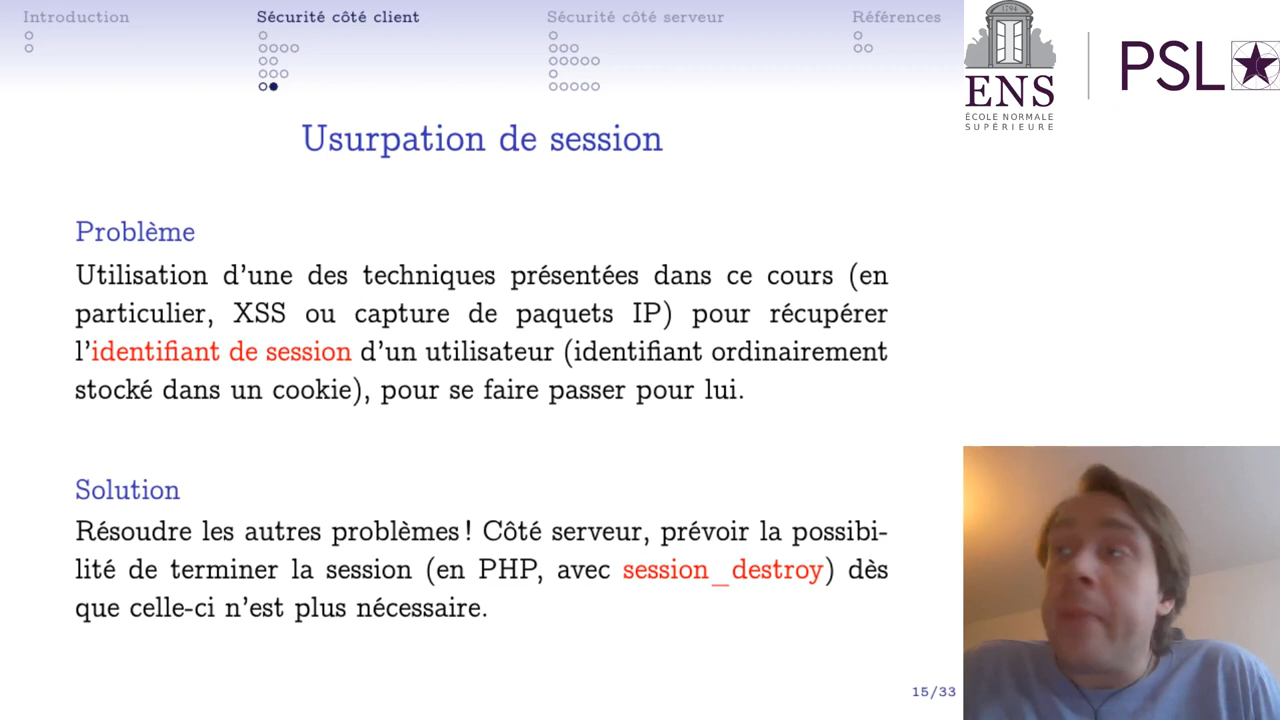 Introduction
Sécurité côté client
Sécurité côté serveur
Références
1794
ENS
ÉCOLE NORMALE
SUPÉRIEURE
PSL
Usurpation de session
Problème
Utilisation d’une des techniques présentées dans ce cours (en
particulier, XSS ou capture de paquets IP) pour récupérer
l’identifiant de session d’un utilisateur (identifiant ordinairement
stocké dans un cookie), pour se faire passer pour lui.
Solution
Résoudre les autres problèmes ! Côté serveur, prévoir la possibi-
lité de terminer la session (en PHP, avec session_destroy) dès
que celle-ci n’est plus nécessaire.
15/33